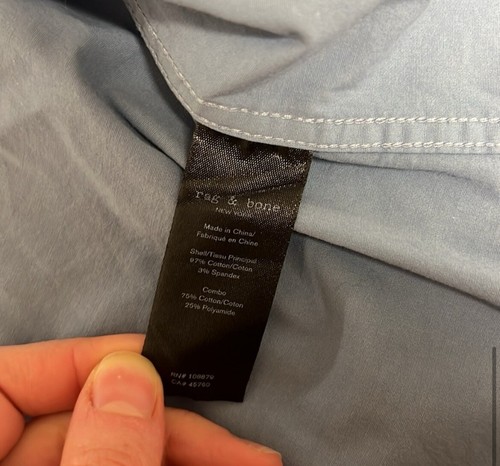 rag & bone
NEW YORK
Made in China/
Fabriqué en Chine
Shell/Tissu Principal
97% Cotton/Coton
3% Spandex
Combo
75% Cotton/Coton
25% Polyamide
RN# 109879
CA# 45763